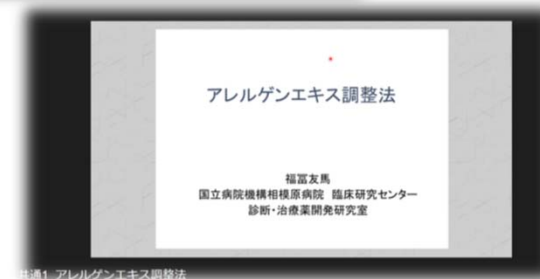 アレルゲンエキス調整法
福冨友馬
国立病院機構相模原病院 臨床研究センター
診断・治療薬開発研究室
共通1 アレルゲンエキス調整法